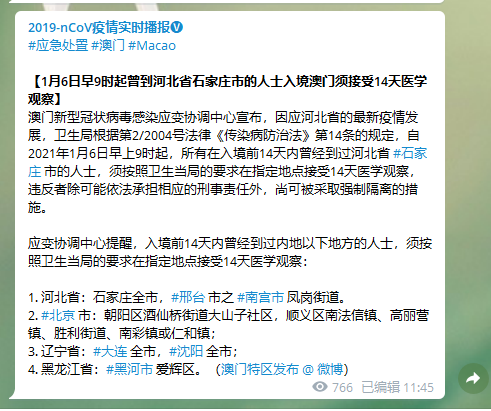 2019-nCoV疫情实时播报
#应急处置 #澳门 #Macao
【1月6日早9时起曾到河北省石家庄市的人士入境澳门须接受14天医学
观察】
澳门新型冠状病毒感染应变协调中心宣布，因应河北省的最新疫情发
展，卫生局根据第2/2004号法律《传染病防治法》第14条的规定，自
2021年1月6日早上9时起，所有在入境前14天内曾经到过河北省 #石家
庄 市的人士，须按照卫生当局的要求在指定地点接受14天医学观察，
违反者除可能依法承担相应的刑事责任外，尚可被采取强制隔离的措
施。
应变协调中心提醒，入境前14天内曾经到过内地以下地方的人士，须按
照卫生当局的要求在指定地点接受14天医学观察：
1. 河北省：石家庄全市，#邢台 市之 #南宫市 凤岗街道。
2. #北京 市：朝阳区酒仙桥街道大山子社区，顺义区南法信镇、高丽营
镇、胜利街道、南彩镇或仁和镇；
3. 辽宁省：#大连 全市，#沈阳 全市；
4. 黑龙江省：#黑河市 爱辉区。（澳门特区发布 @ 微博）
766 已编辑 11:45